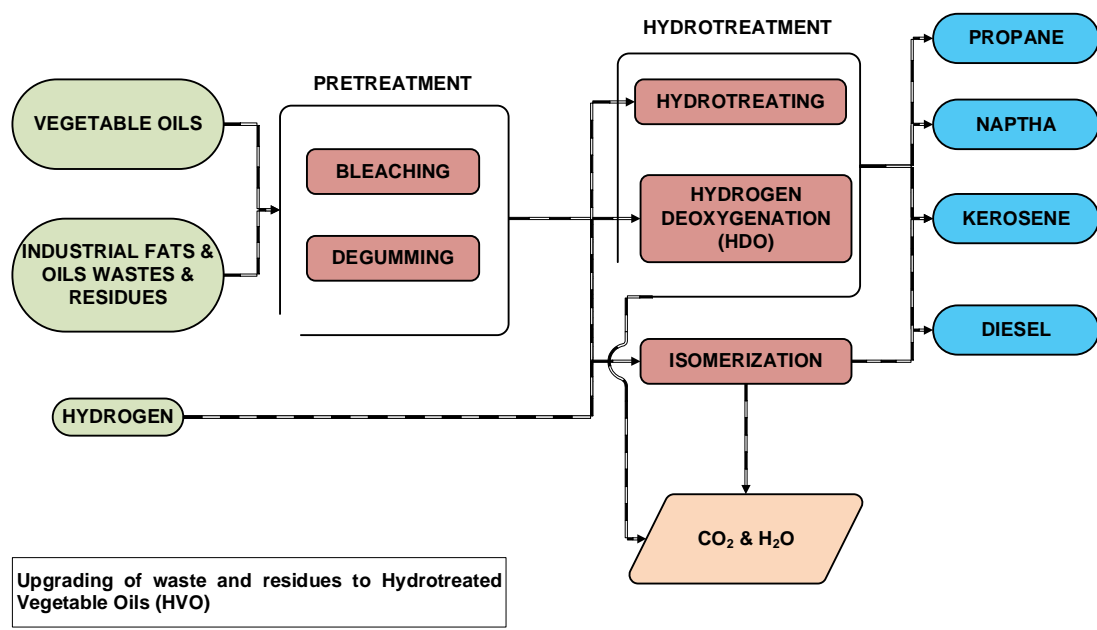 HYDROTREATMENT
PROPANE
PRETREATMENT
HYDROTREATING
VEGETABLE OILS
NAPTHA
BLEACHING
HYDROGEN
DEOXYGENATION
(HDO)
KEROSENE
INDUSTRIAL FATS &
OILS WASTES &
RESIDUES
DEGUMMING
DIESEL
ISOMERIZATION
HYDROGEN
CO₂ & H₂O
Upgrading of waste and residues to Hydrotreated
Vegetable Oils (HVO)